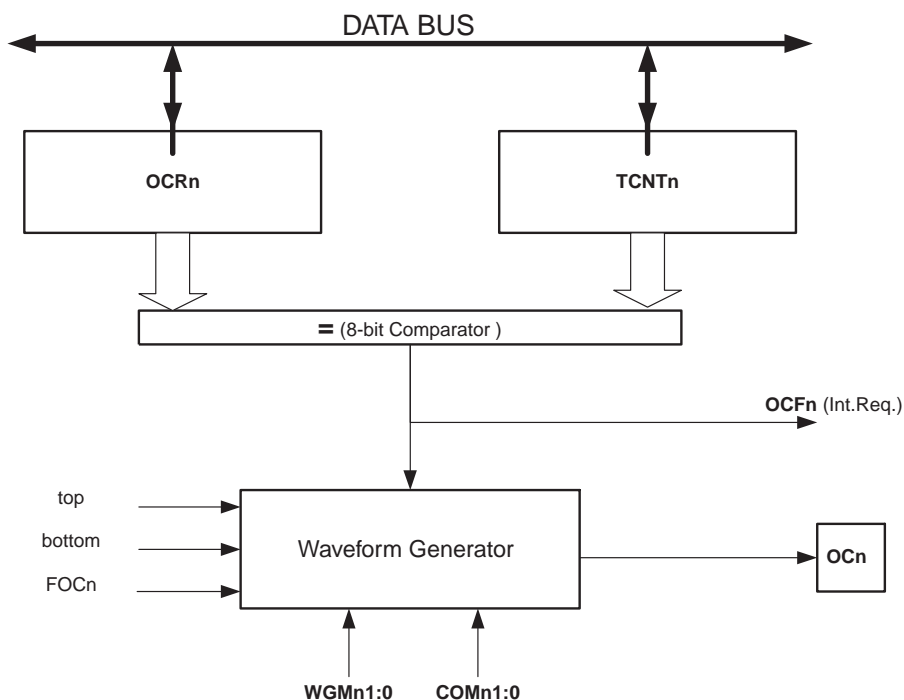 DATA BUS
OCRn
TCNTn
= (8-bit Comparator )
OCFn (Int.Req.)
top
bottom
FOCn
Waveform Generator
OCn
WGMn1:0
COMn1:0